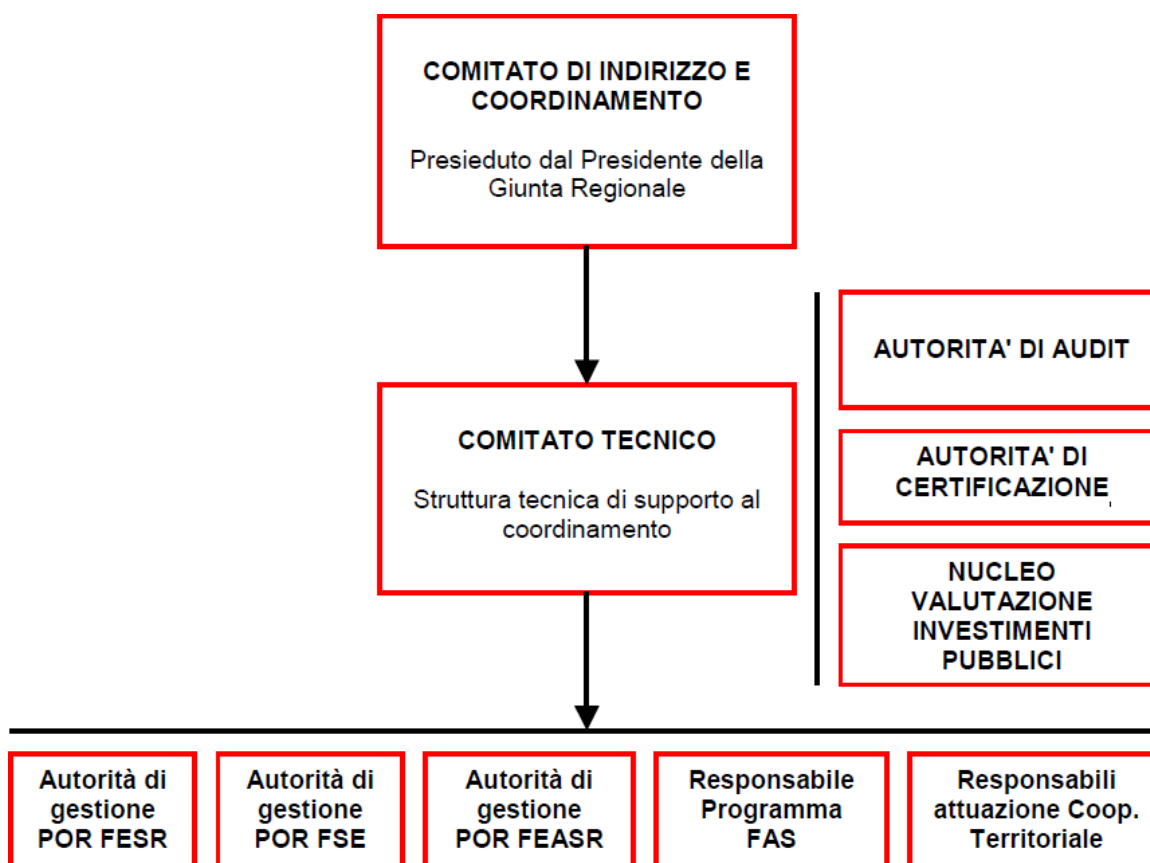 COMITATO DI INDIRIZZO E
COORDINAMENTO
Presieduto dal Presidente della
Giunta Regionale
AUTORITA' DI AUDIT
COMITATO TECNICO
Struttura tecnica di supporto al
coordinamento
AUTORITA' DI
CERTIFICAZIONE
NUCLEO
VALUTAZIONE
INVESTIMENTI
PUBBLICI
Autorità di
gestione
POR FESR
Autorità di
gestione
POR FSE
Autorità di
gestione
POR FEASR
Responsabile
Programma
FAS
Responsabili
attuazione Coop.
Territoriale